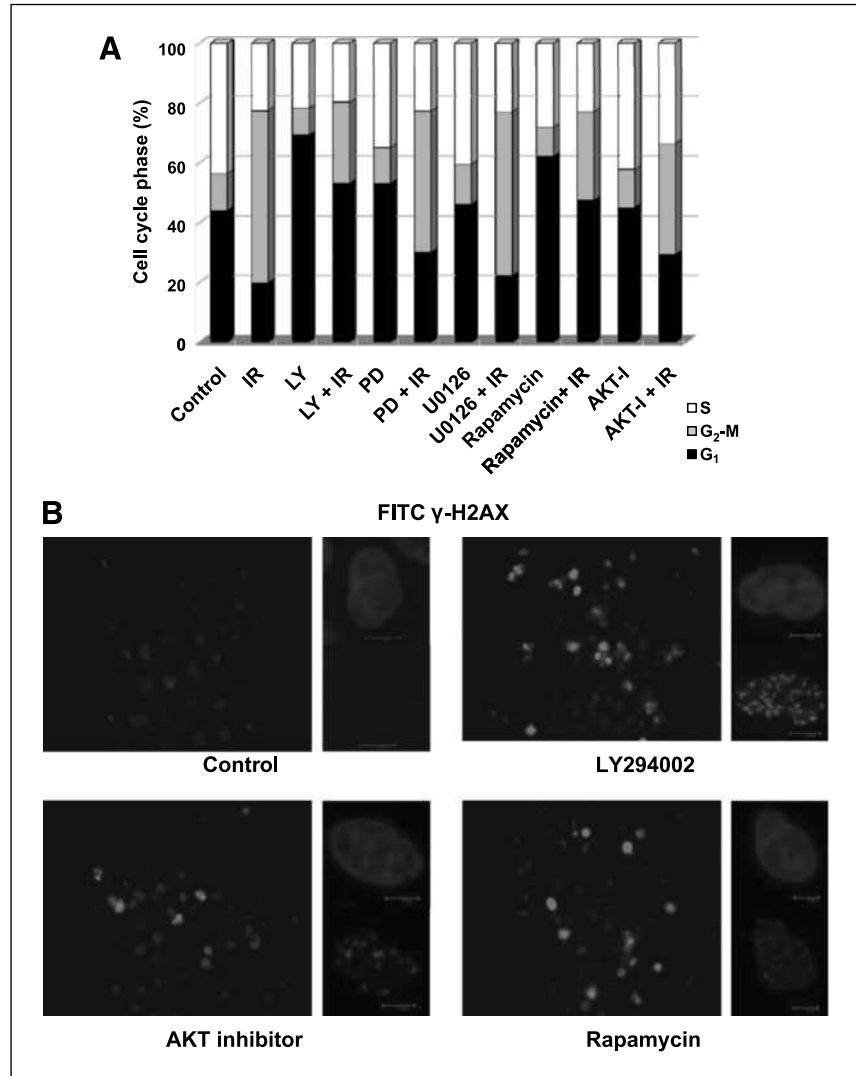 A
Cell cycle phase (%)
100
80
60
40
20
0
Control
IR
LY
LY + IR
PD
PD + IR
U0126
U0126 + IR
Rapamycin
Rapamycin+ IR
AKT-I
AKT-I + IR
S
G₂-M
G₁
B
FITC γ-H2AX
Control
LY294002
AKT inhibitor
Rapamycin